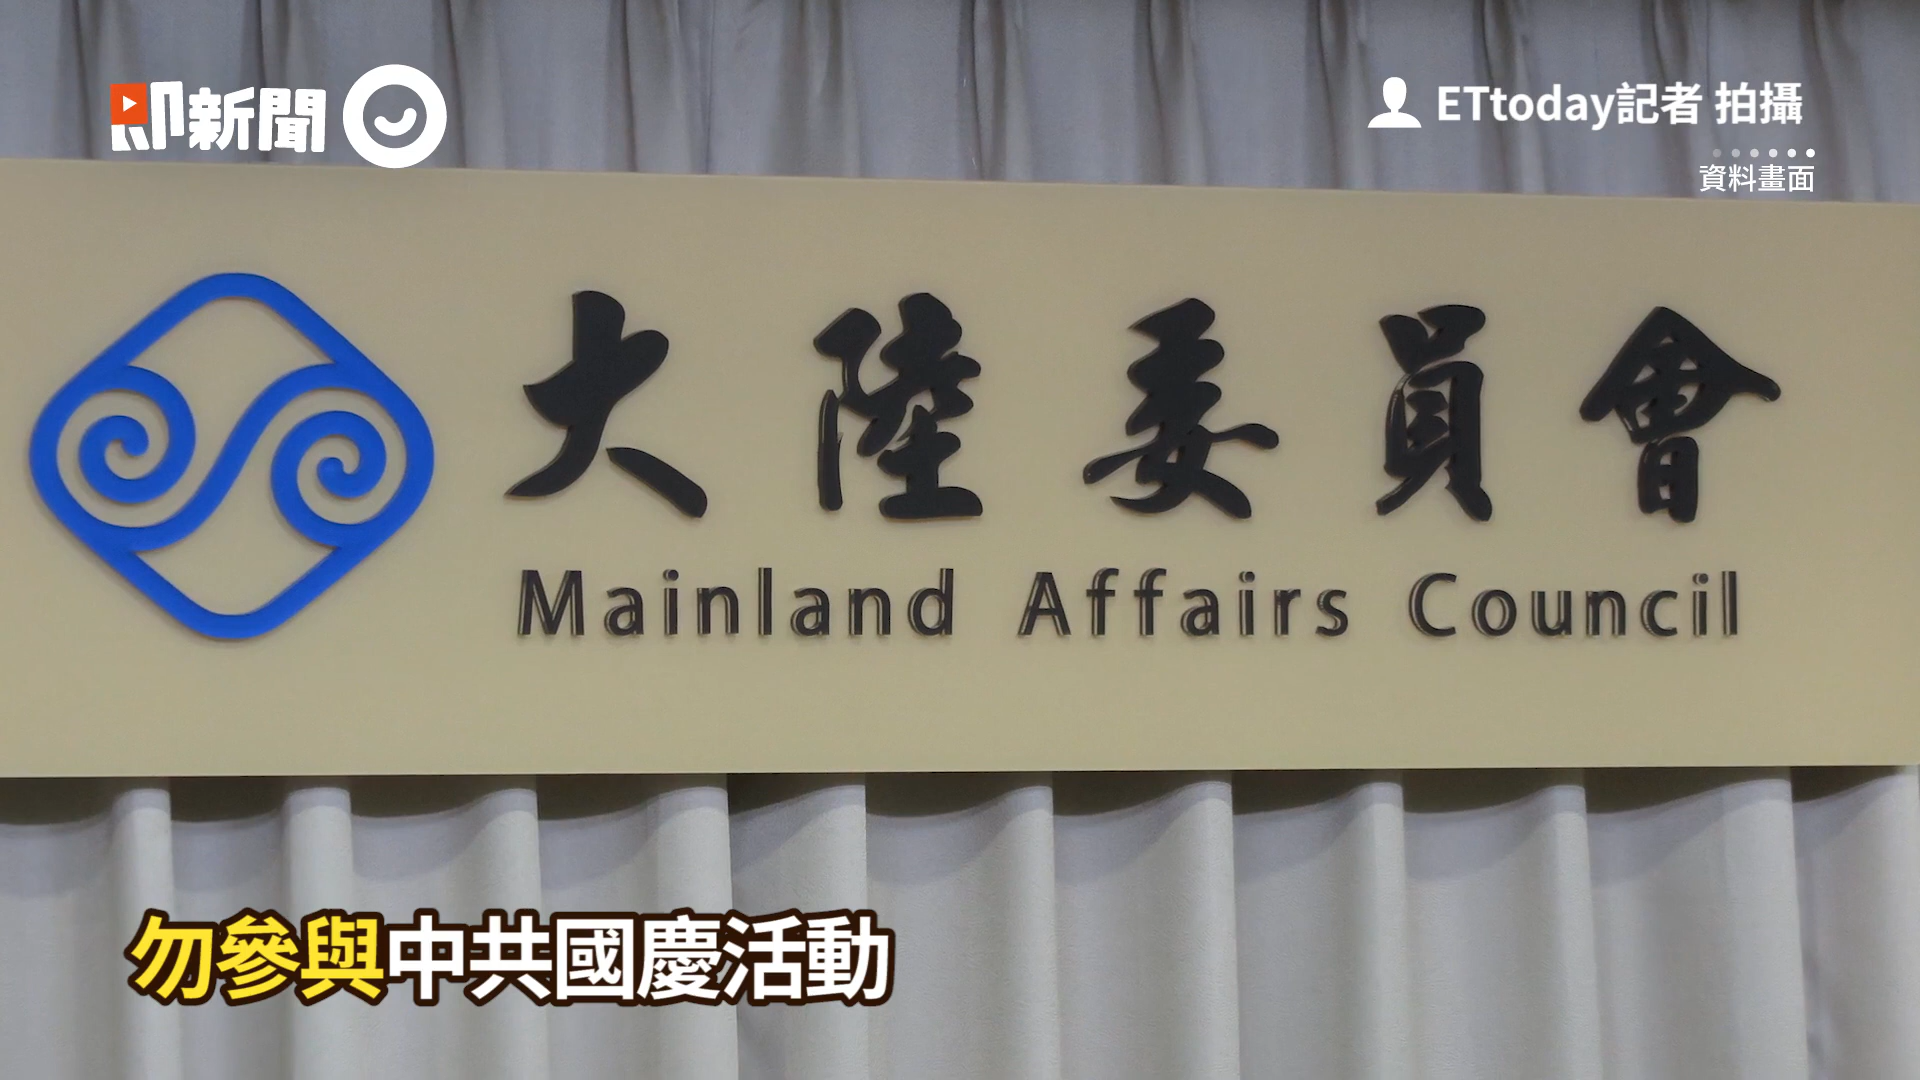 即新聞
ETtoday記者 拍攝
資料畫面
大陸委員會
Mainland Affairs Council
勿參與中共國慶活動